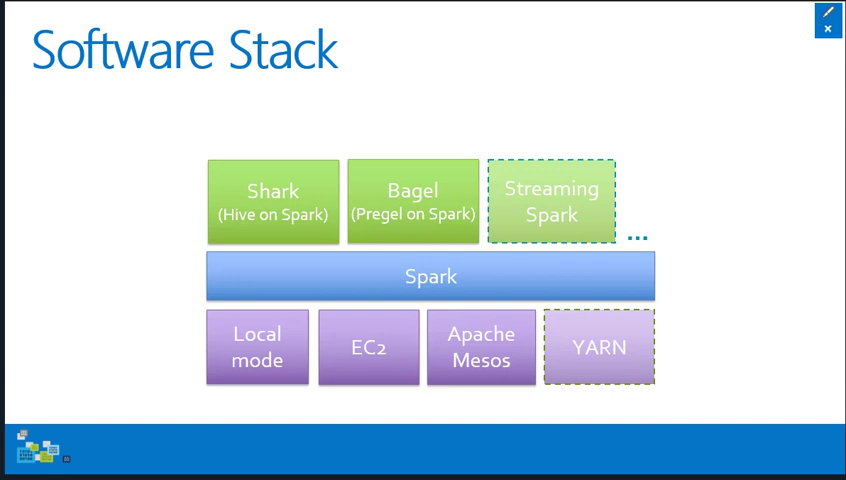 Software Stack
Shark
(Hive on Spark)
Bagel
(Pregel on Spark)
Streaming
Spark
...
Spark
Local
mode
EC2
Apache
Mesos
YARN